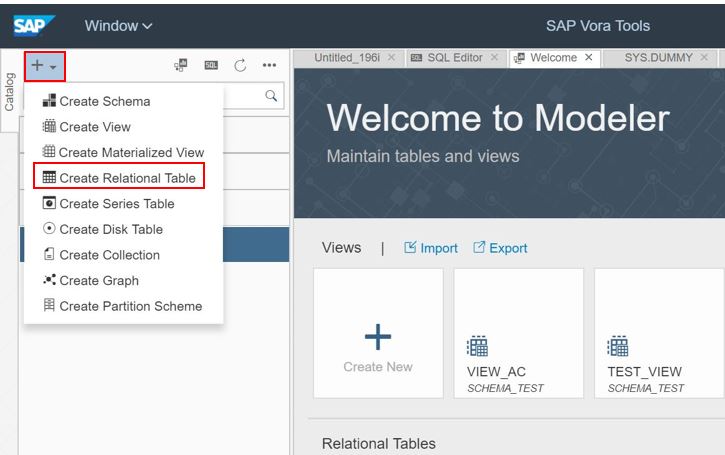 SAP Window SAP Vora Tools
Catalog
Untitled_196i SQL SQL Editor Welcome SYS.DUMMY
SQL
Create Schema
Create View
Create Materialized View
Create Relational Table
Create Series Table
Create Disk Table
Create Collection
Create Graph
Create Partition Scheme
Welcome to Modeler
Maintain tables and views
Views | Import Export
Create New
VIEW_AC
SCHEMA_TEST
TEST_VIEW
SCHEMA_TEST
Relational Tables